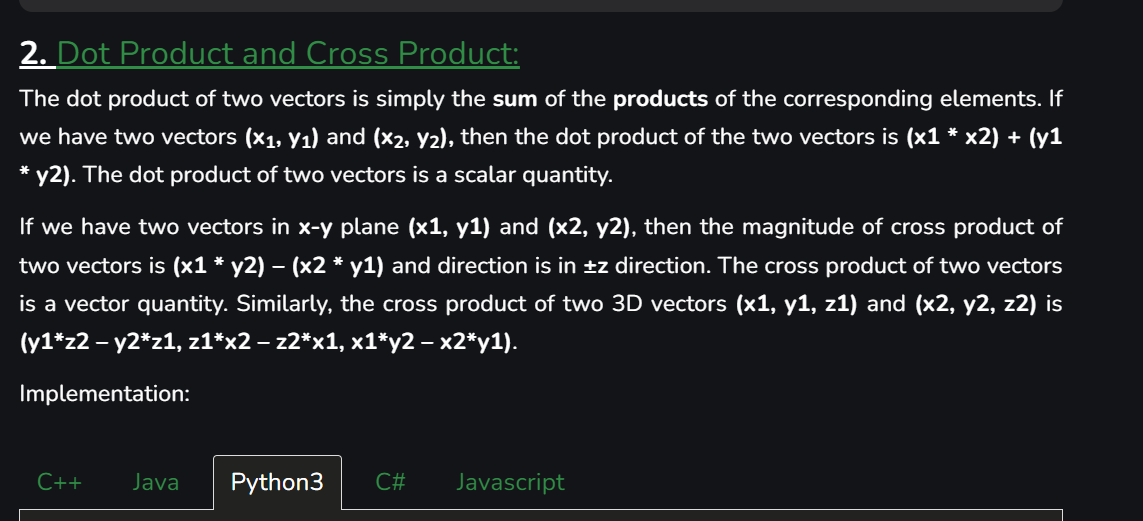 2. Dot Product and Cross Product:
The dot product of two vectors is simply the sum of the products of the corresponding elements. If
we have two vectors (x₁, y₁) and (x₂, y₂), then the dot product of the two vectors is (x1 * x2) + (y1
* y2). The dot product of two vectors is a scalar quantity.
If we have two vectors in x-y plane (x1, y1) and (x2, y2), then the magnitude of cross product of
two vectors is (x1 * y2) – (x2 * y1) and direction is in ±z direction. The cross product of two vectors
is a vector quantity. Similarly, the cross product of two 3D vectors (x1, y1, z1) and (x2, y2, z2) is
(y1*z2 – y2*z1, z1*x2 – z2*x1, x1*y2 – x2*y1).
Implementation:
C++ Java Python3 C# Javascript